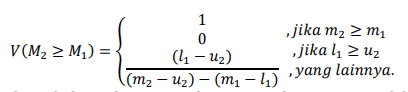 1 ,jika m₂ ≥ m₁
V(M₂ ≥ M₁) = { 0 ,jika l₁ ≥ u₂
(l₁ − u₂)
(m₂ − u₂) − (m₁ − l₁) ,yang lainnya.